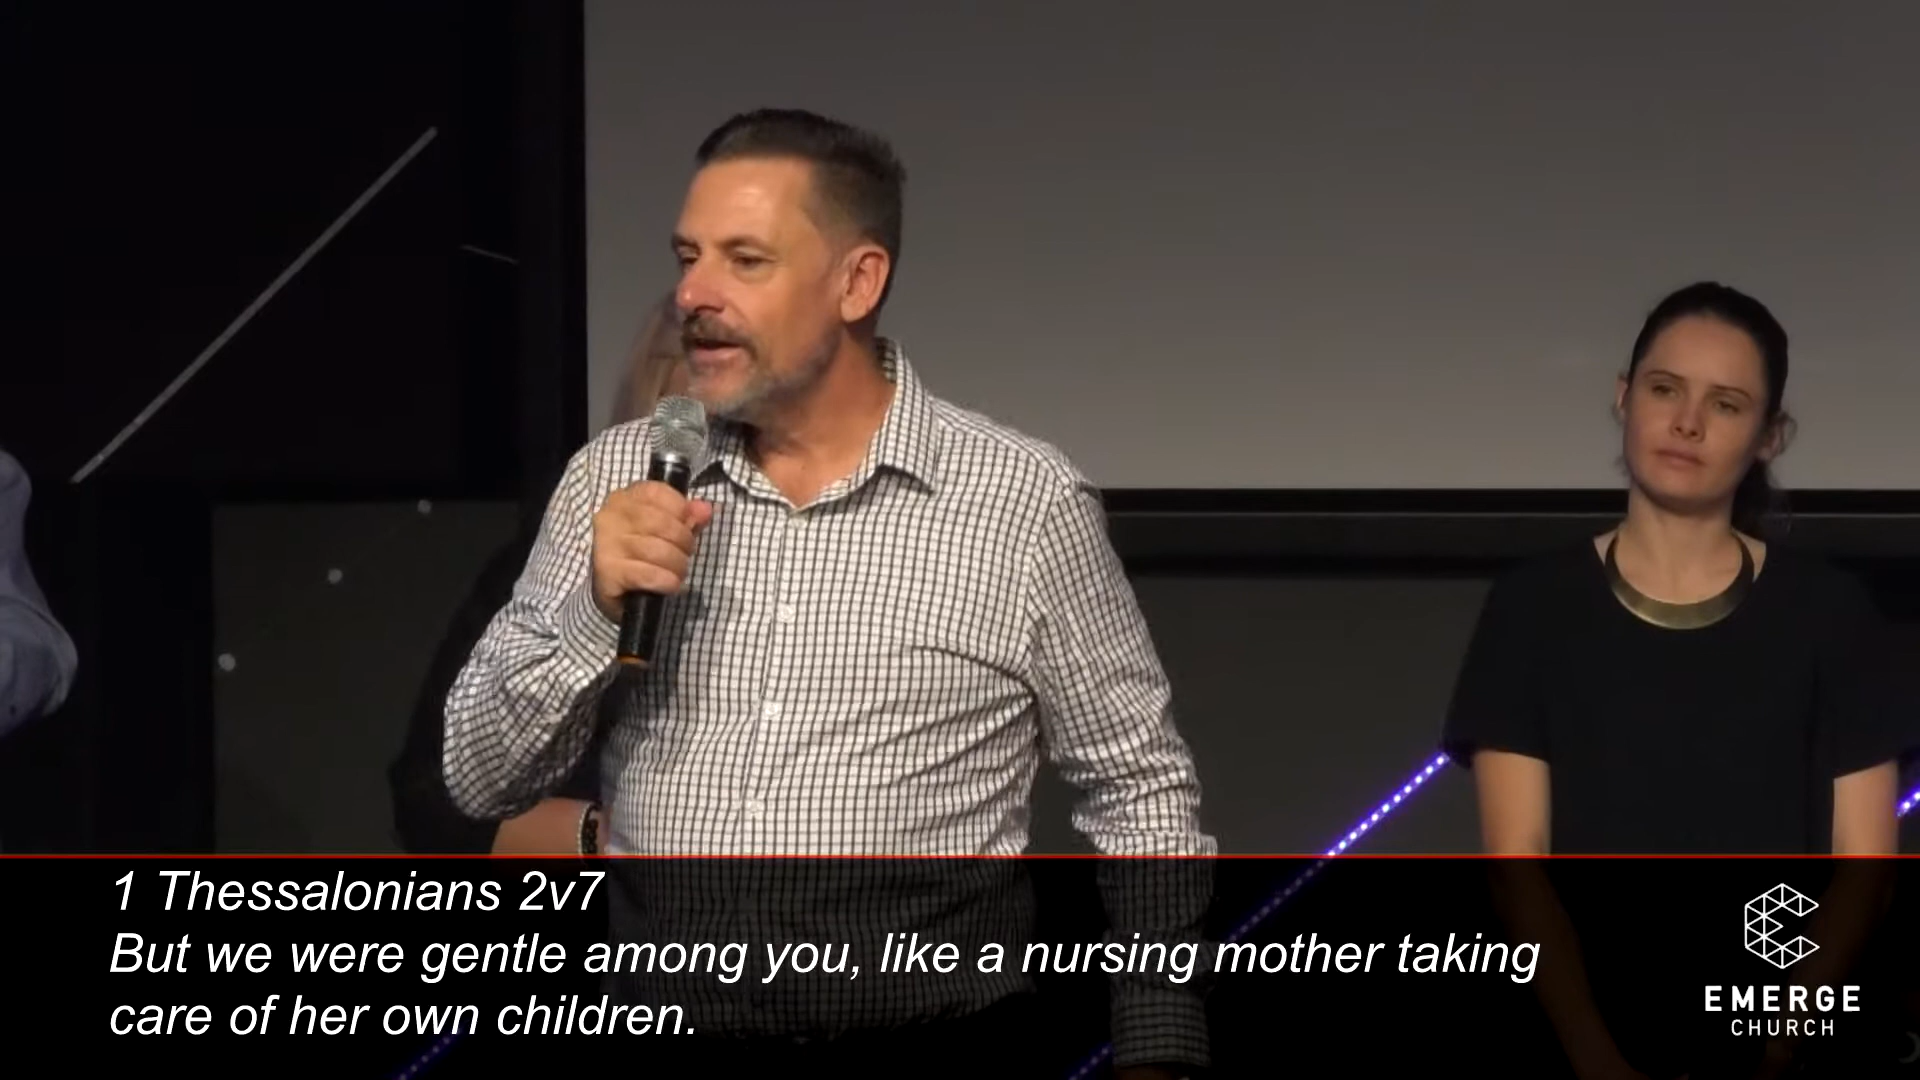 1 Thessalonians 2v7
But we were gentle among you, like a nursing mother taking
care of her own children.
EMERGE
CHURCH